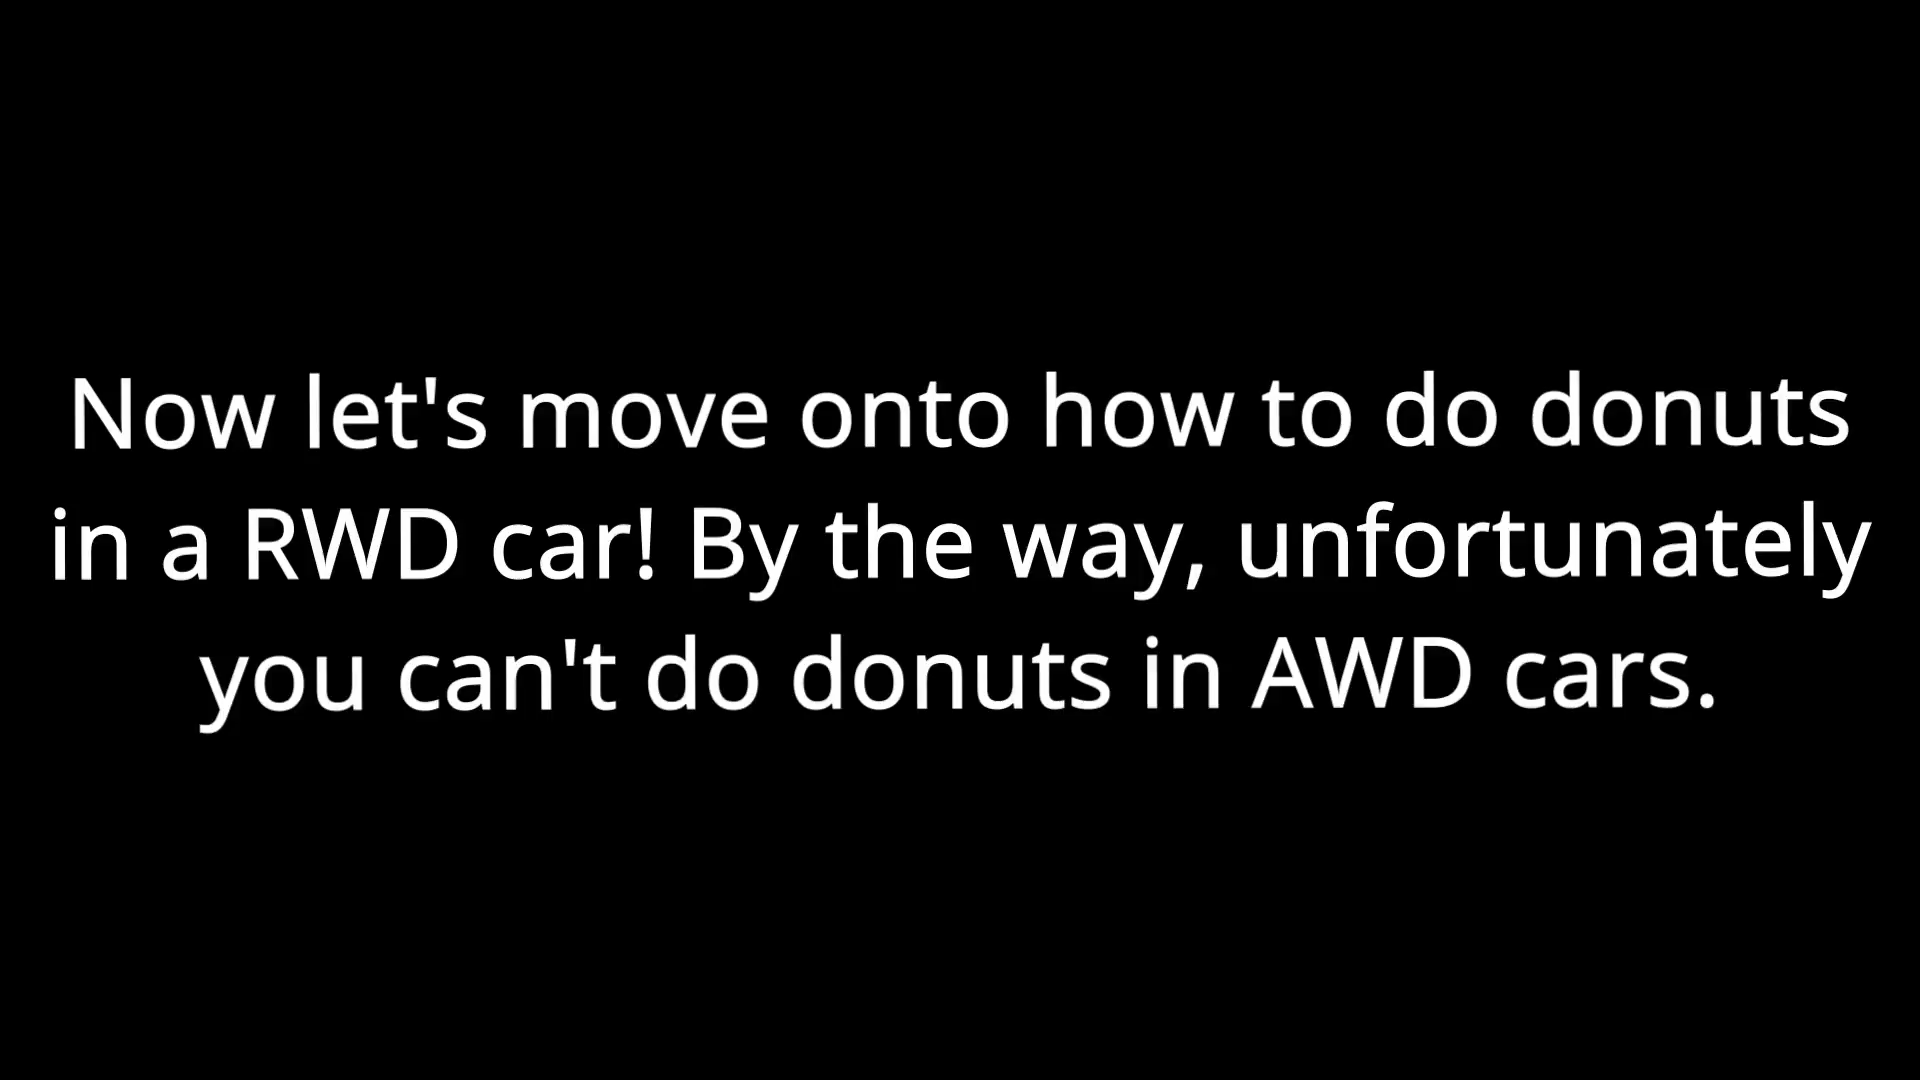 Now let's move onto how to do donuts
in a RWD car! By the way, unfortunately
you can't do donuts in AWD cars.